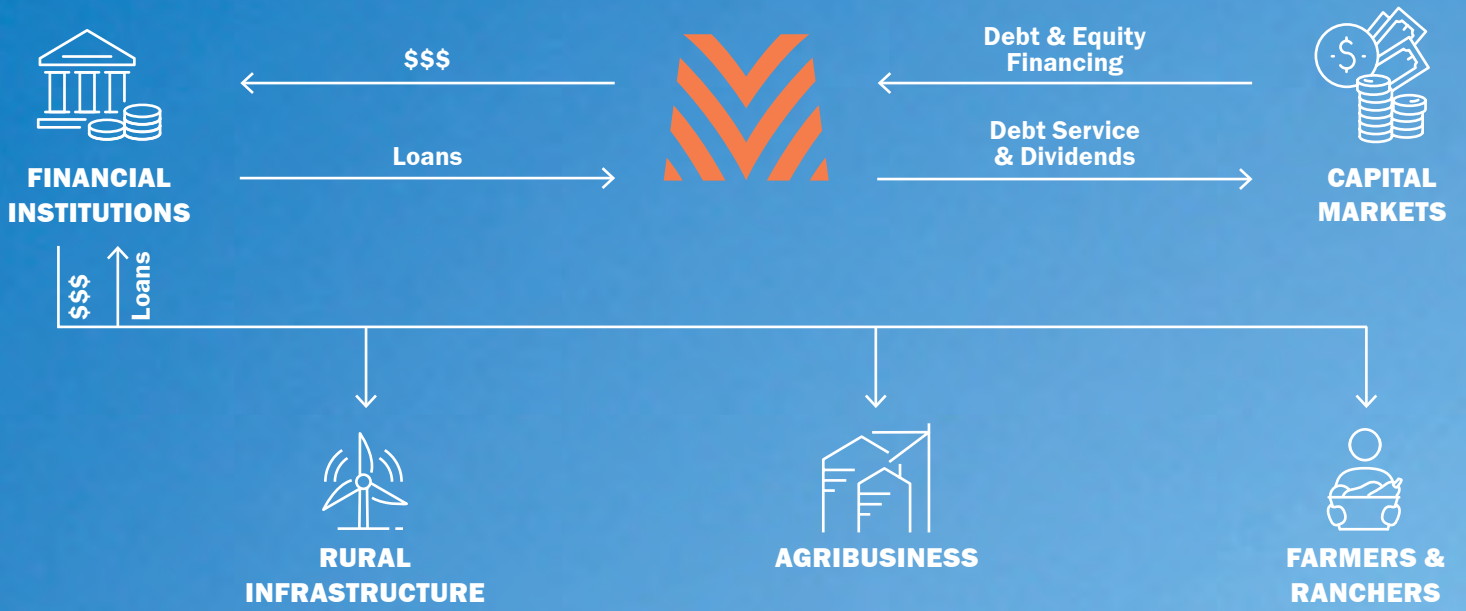 $$$
Loans
Debt & Equity
Financing
Debt Service
& Dividends
FINANCIAL
INSTITUTIONS
CAPITAL
MARKETS
$$$
Loans
RURAL
INFRASTRUCTURE
AGRIBUSINESS
FARMERS &
RANCHERS